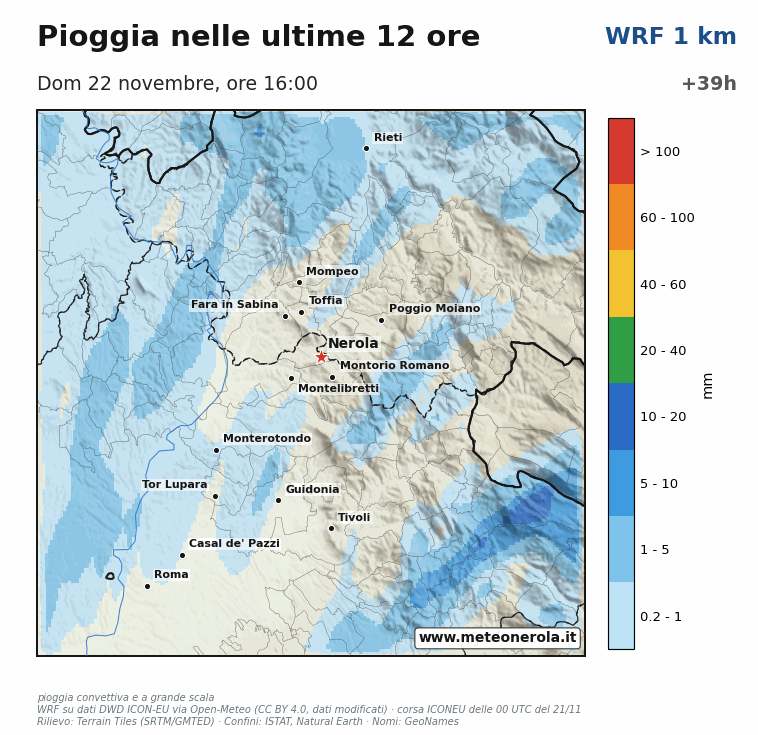 Pioggia nelle ultime 12 ore
WRF 1 km
Dom 22 novembre, ore 16:00
+39h
Rieti
Mompeo
Fara in Sabina
Toffia
Poggio Moiano
Nerola
Montorio Romano
Montelibretti
Monterotondo
Tor Lupara
Guidonia
Tivoli
Casal de' Pazzi
Roma
www.meteonerola.it
> 100
60 - 100
40 - 60
20 - 40
10 - 20
5 - 10
1 - 5
0.2 - 1
mm
pioggia convettiva e a grande scala
WRF su dati DWD ICON-EU via Open-Meteo (CC BY 4.0, dati modificati) · corsa ICONEU delle 00 UTC del 21/11
Rilievo: Terrain Tiles (SRTM/GMTED) · Confini: ISTAT, Natural Earth · Nomi: GeoNames